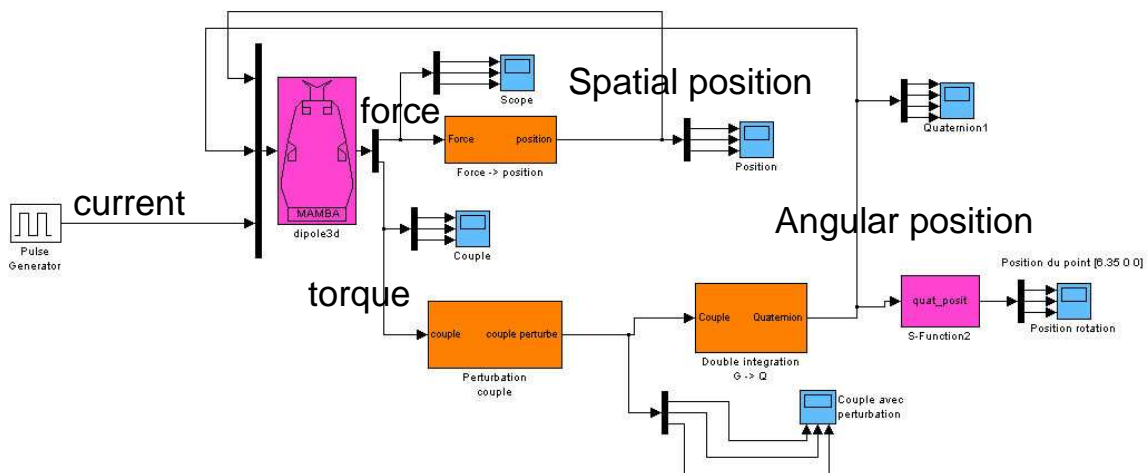 Scope
Spatial position
force
Force
position
Force -> position
Position
Quaternion1
MAMBA
dipole3d
current
Pulse
Generator
Couple
Angular position
torque
couple
couple perturbe
Perturbation
couple
Couple
Quaternion
Double integration
G -> Q
quat_posit
S-Function2
Position du point [6.35 0 0]
Position rotation
Couple avec
perturbation